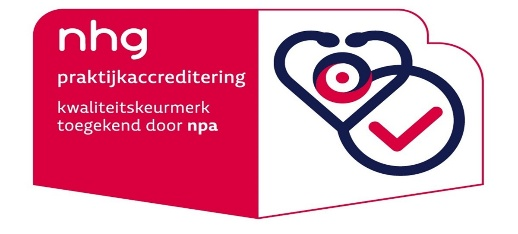 nhg
praktijkaccreditering
kwaliteitskeurmerk
toegekend door npa